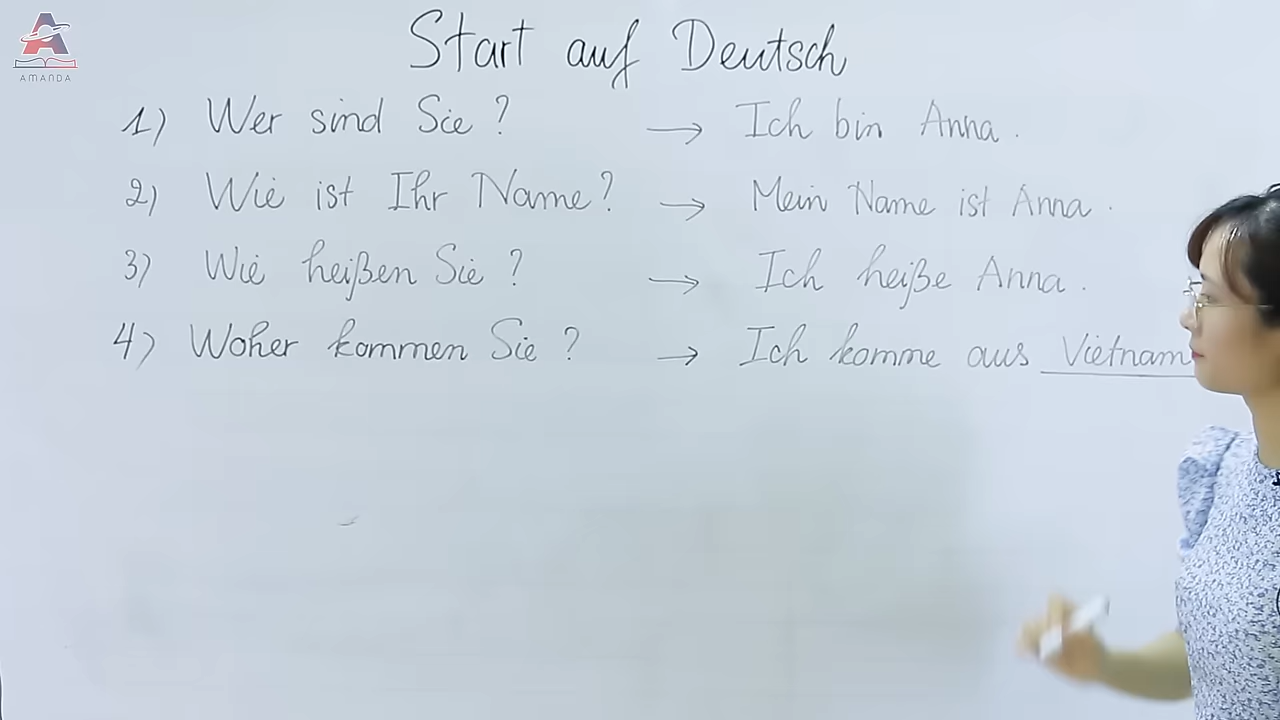 AMANDA
Start auf Deutsch
1) Wer sind Sie ? → Ich bin Anna.
2) Wie ist Ihr Name? → Mein Name ist Anna.
3) Wie heißen Sie ? → Ich heiße Anna.
4) Woher kommen Sie ? → Ich komme aus Vietnam